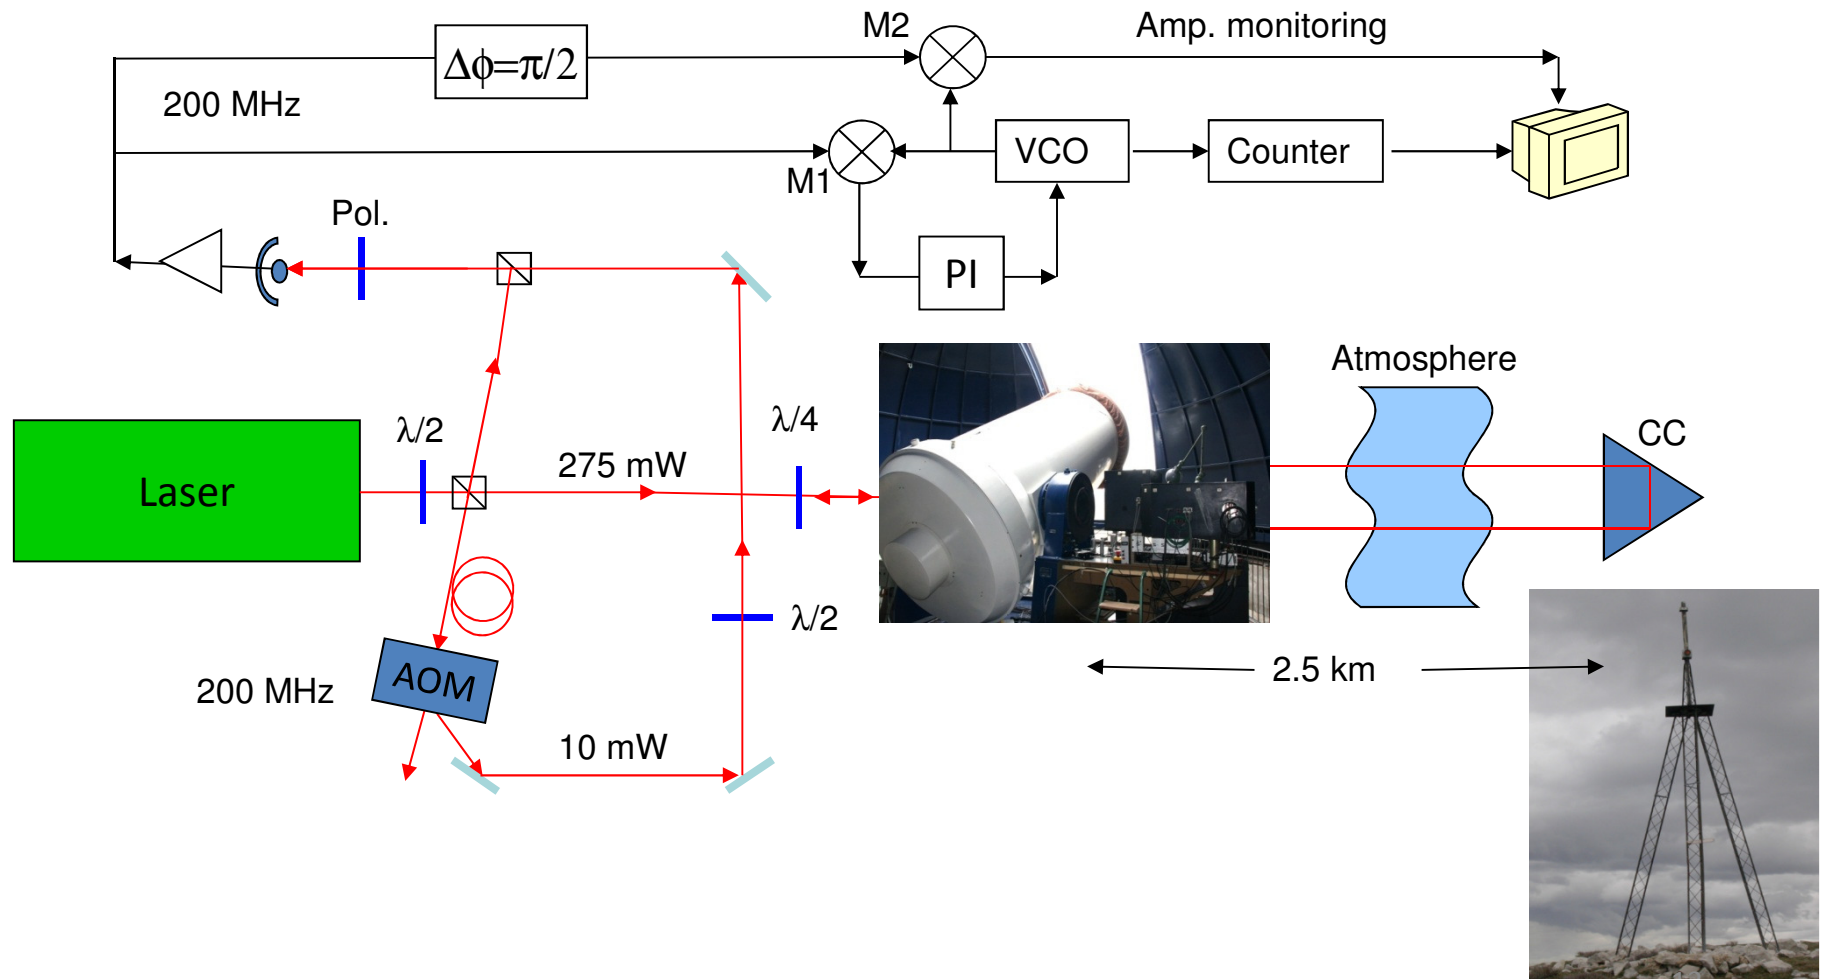 M2
Amp. monitoring
Δϕ=π/2
200 MHz
VCO
Counter
M1
Pol.
PI
Atmosphere
λ/2
λ/4
CC
275 mW
Laser
λ/2
AOM
200 MHz
2.5 km
10 mW